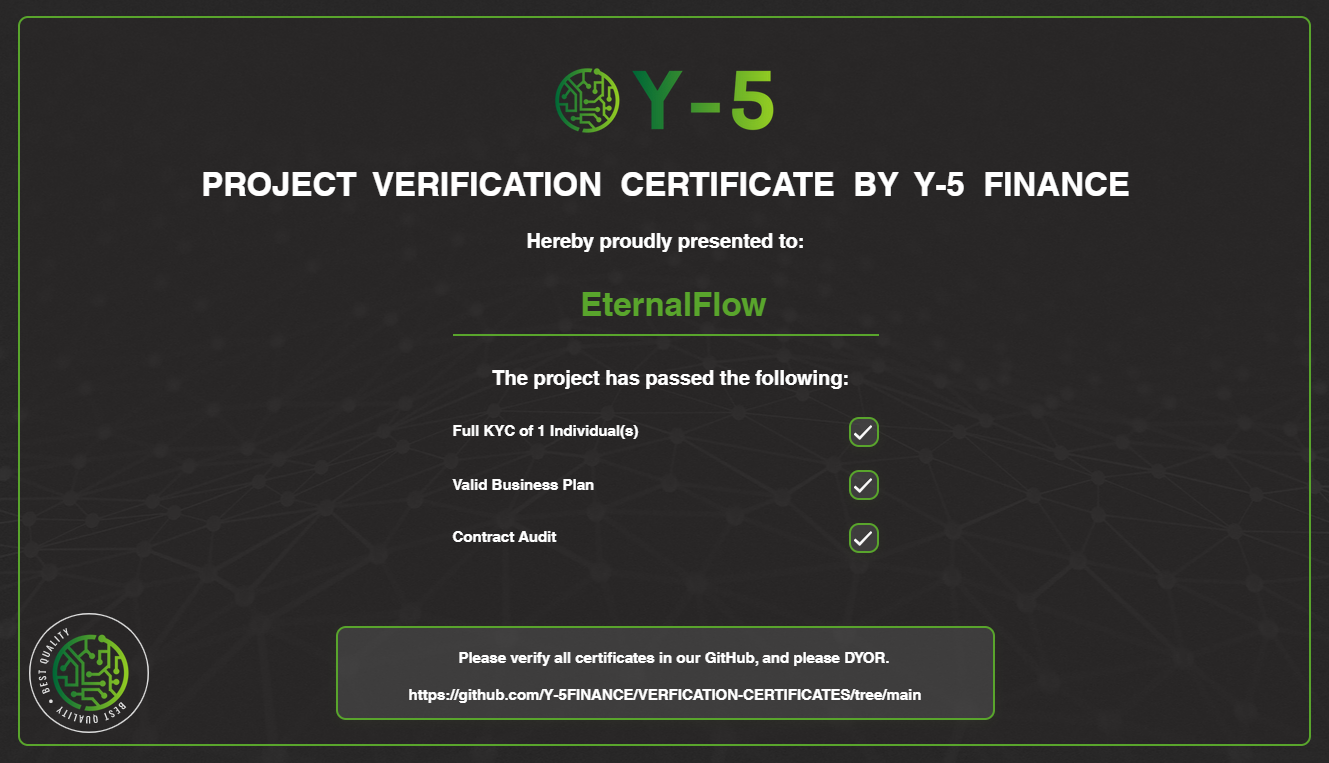 Y-5
PROJECT VERIFICATION CERTIFICATE BY Y-5 FINANCE
Hereby proudly presented to:
EternalFlow
The project has passed the following:
Full KYC of 1 Individual(s)
Valid Business Plan
Contract Audit
BEST QUALITY • BEST QUALITY
Please verify all certificates in our GitHub, and please DYOR.
https://github.com/Y-5FINANCE/VERFICATION-CERTIFICATES/tree/main